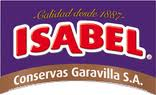 Calidad desde 1887
ISABEL®
Conservas Garavilla S.A.